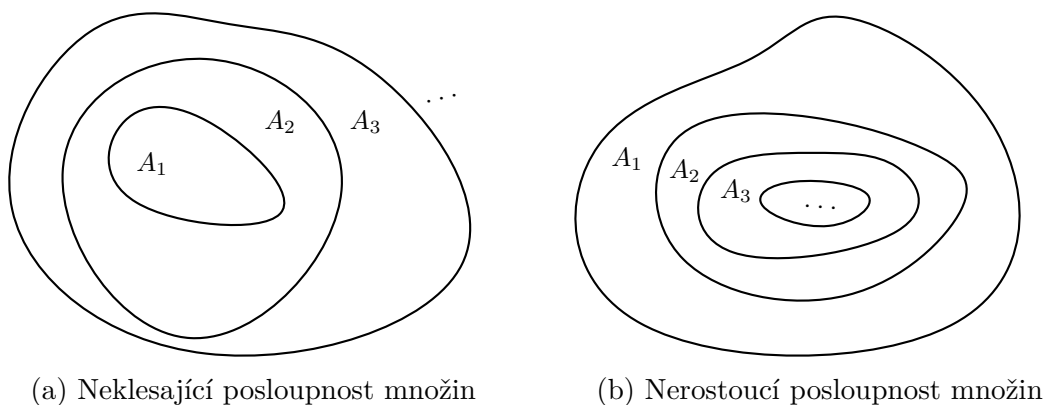 A₁
A₂
A₃
...
(a) Neklesající posloupnost množin
A₁
A₂
A₃
...
(b) Nerostoucí posloupnost množin